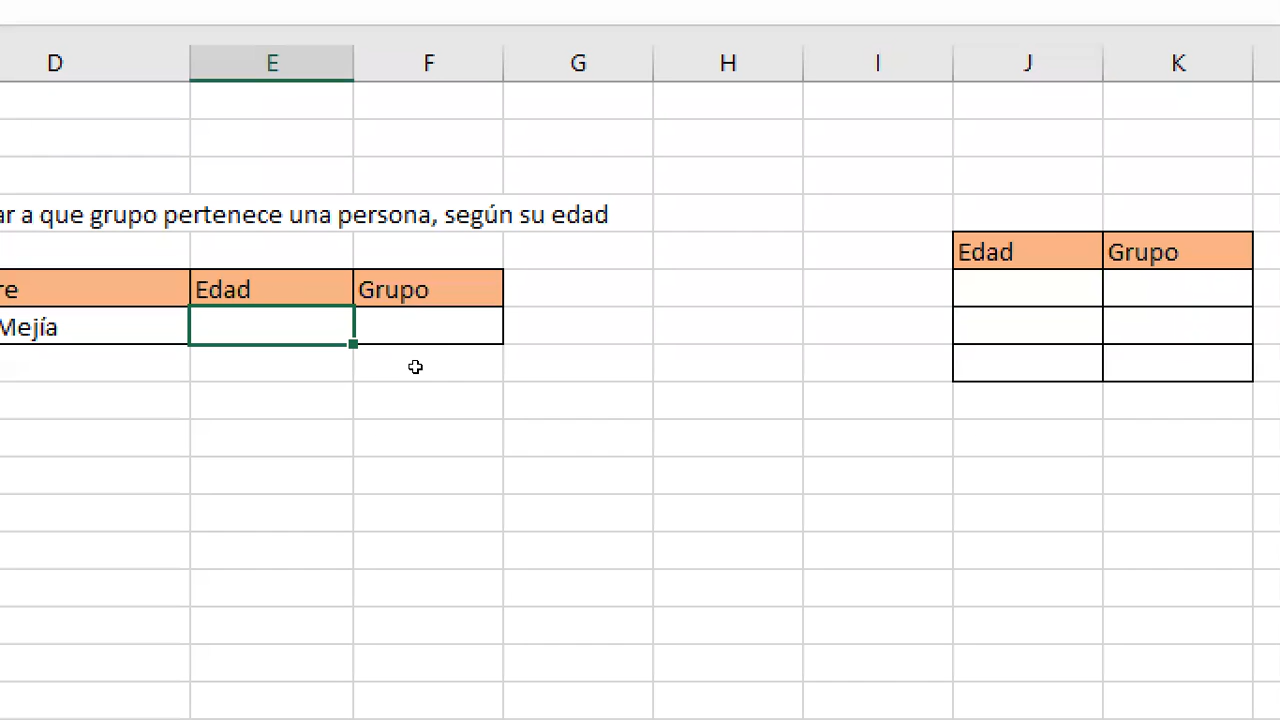 D E F G H I J K
ar a que grupo pertenece una persona, según su edad
Edad Grupo
re Edad Grupo
Mejía